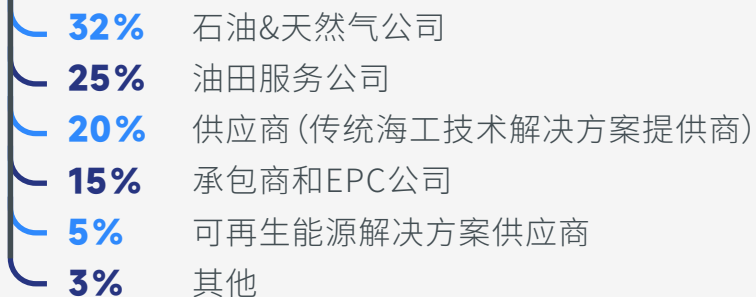 32% 石油&天然气公司
25% 油田服务公司
20% 供应商(传统海工技术解决方案提供商)
15% 承包商和EPC公司
5% 可再生能源解决方案供应商
3% 其他